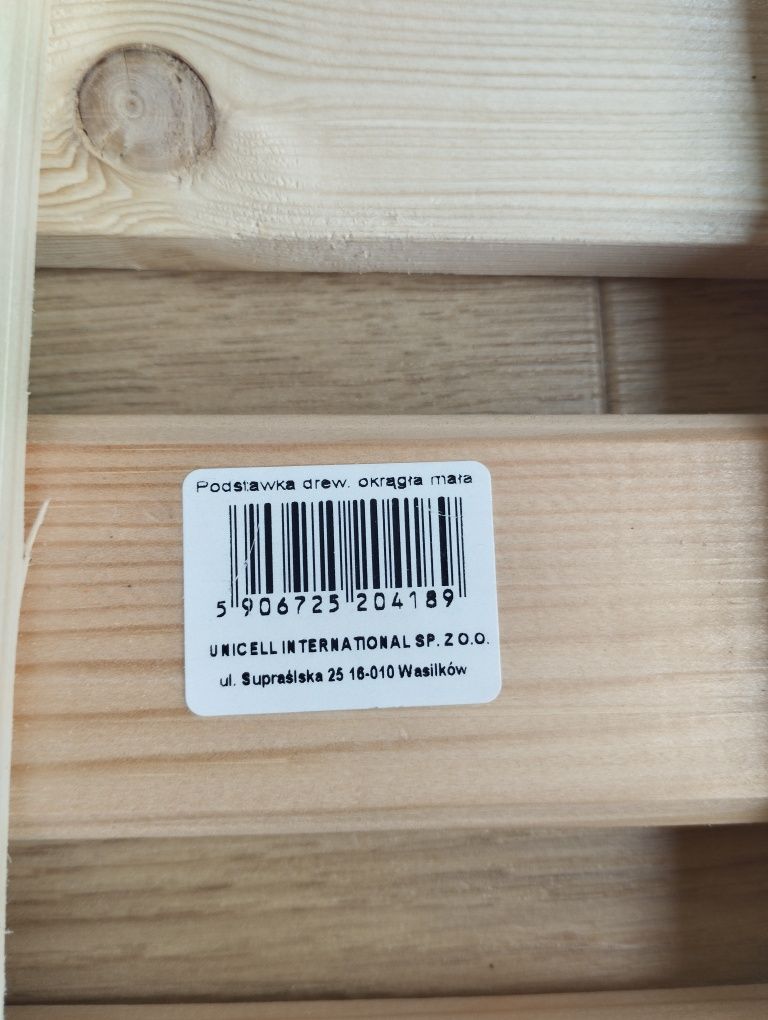 Podstawka drew. okrągła mała
5 906725 204189
UNICELL INTERNATIONAL SP. Z O.O.
ul. Supraślska 25 16-010 Wasilków